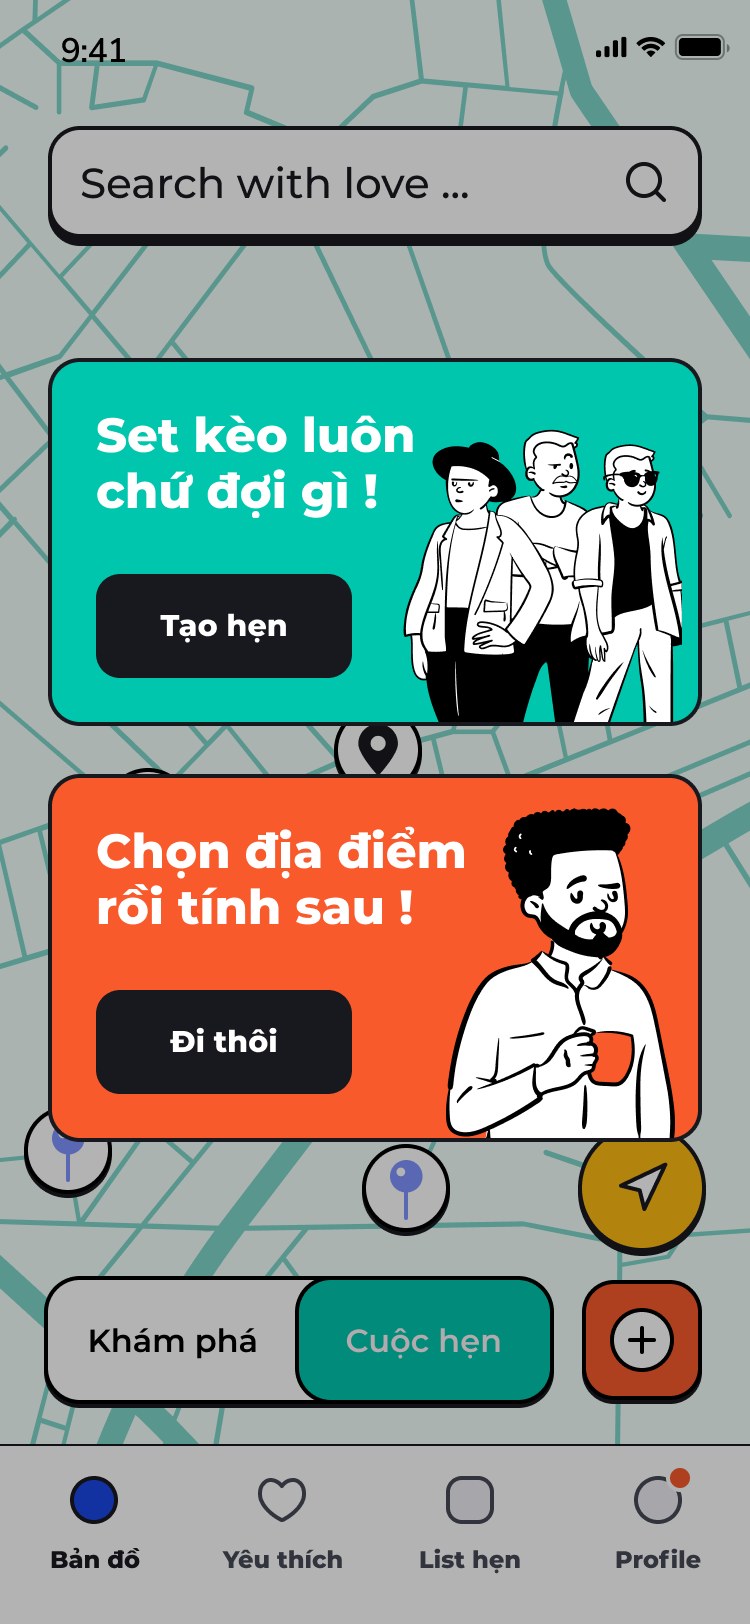 9:41
Search with love ...
Set kèo luôn
chứ đợi gì !
Tạo hẹn
Chọn địa điểm
rồi tính sau !
Đi thôi
Khám phá
Cuộc hẹn
Bản đồ
Yêu thích
List hẹn
Profile